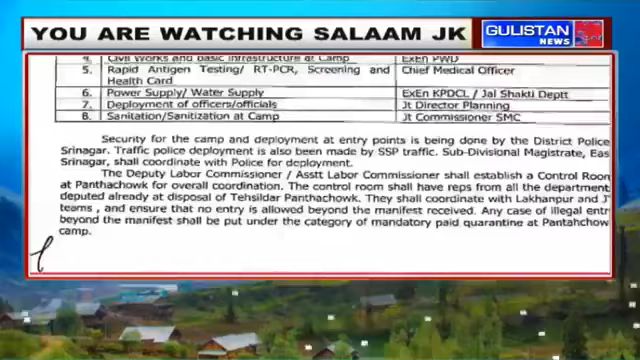 YOU ARE WATCHING SALAAM JK
GULISTAN
NEWS
4. Civil Works and basic infrastructure at Camp ExEn PWD
5. Rapid Antigen Testing/ RT-PCR, Screening and Chief Medical Officer
Health Card
6. Power Supply/ Water Supply ExEn KPDCL / Jal Shakti Deptt
7. Deployment of officers/officials Jt Director Planning
8. Sanitation/Sanitization at Camp Jt Commissioner SMC
Security for the camp and deployment at entry points is being done by the District Police
Srinagar. Traffic police deployment is also been made by SSP traffic. Sub-Divisional Magistrate, Eas
Srinagar, shall coordinate with Police for deployment.
The Deputy Labor Commissioner / Asstt Labor Commissioner shall establish a Control Roon
at Panthachowk for overall coordination. The control room shall have reps from all the department
deputed already at disposal of Tehsildar Panthachowk. They shall coordinate with Lakhanpur and J
teams , and ensure that no entry is allowed beyond the manifest received. Any case of illegal entr
beyond the manifest shall be put under the category of mandatory paid quarantine at Pantahchow
camp.